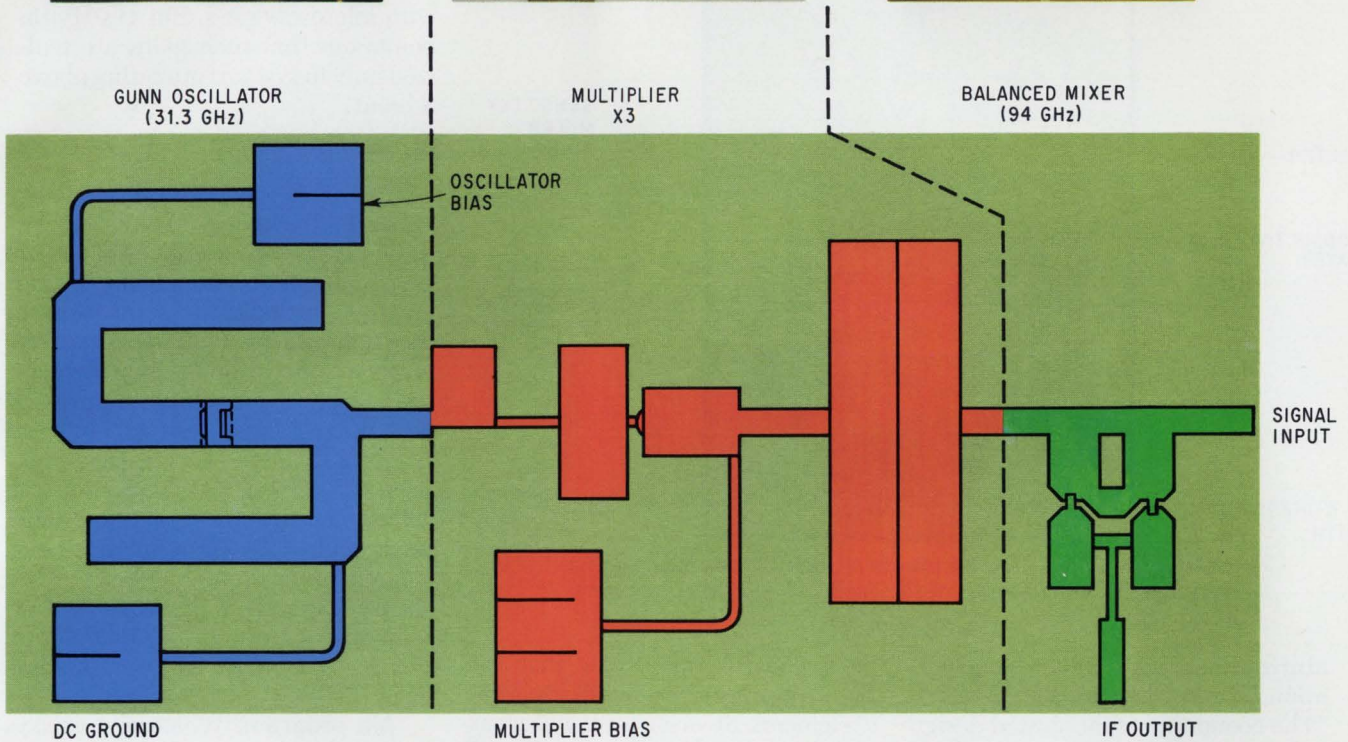 GUNN OSCILLATOR
(31.3 GHz)
MULTIPLIER
X3
BALANCED MIXER
(94 GHz)
OSCILLATOR
BIAS
SIGNAL
INPUT
DC GROUND
MULTIPLIER BIAS
IF OUTPUT